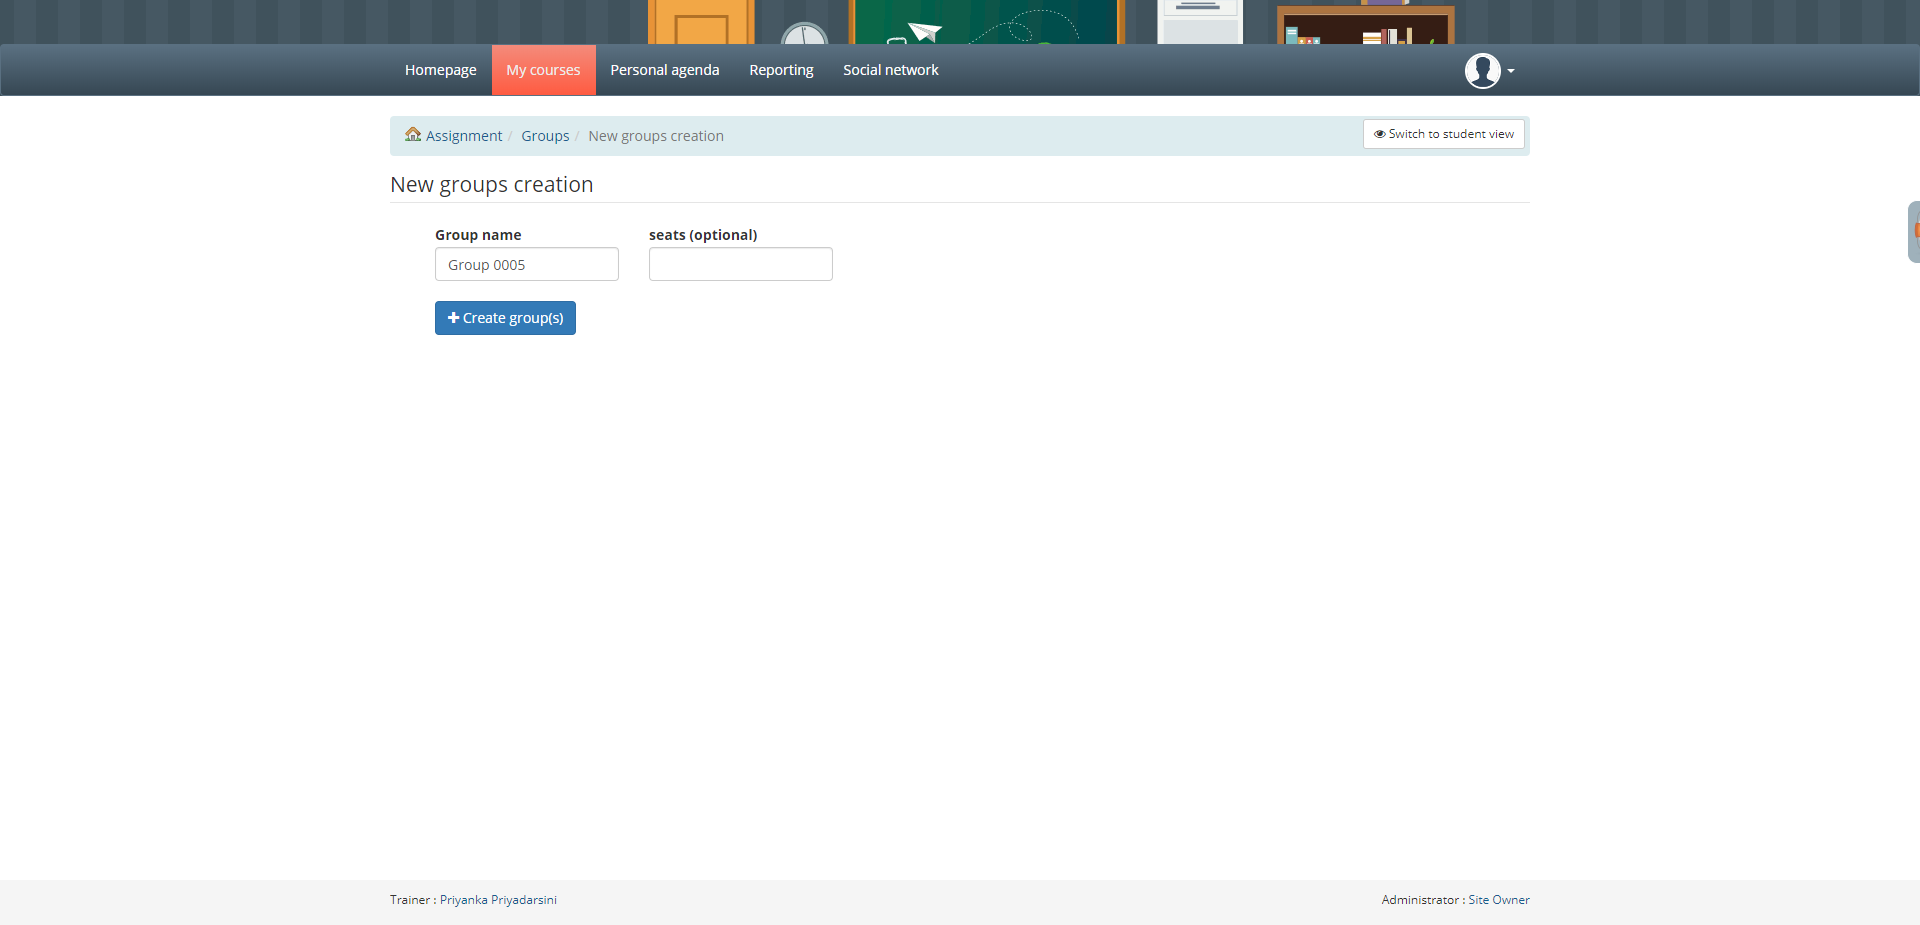 Homepage My courses Personal agenda Reporting Social network
Assignment / Groups / New groups creation Switch to student view
New groups creation
Group name seats (optional)
Group 0005
Create group(s)
Trainer : Priyanka Priyadarsini Administrator : Site Owner